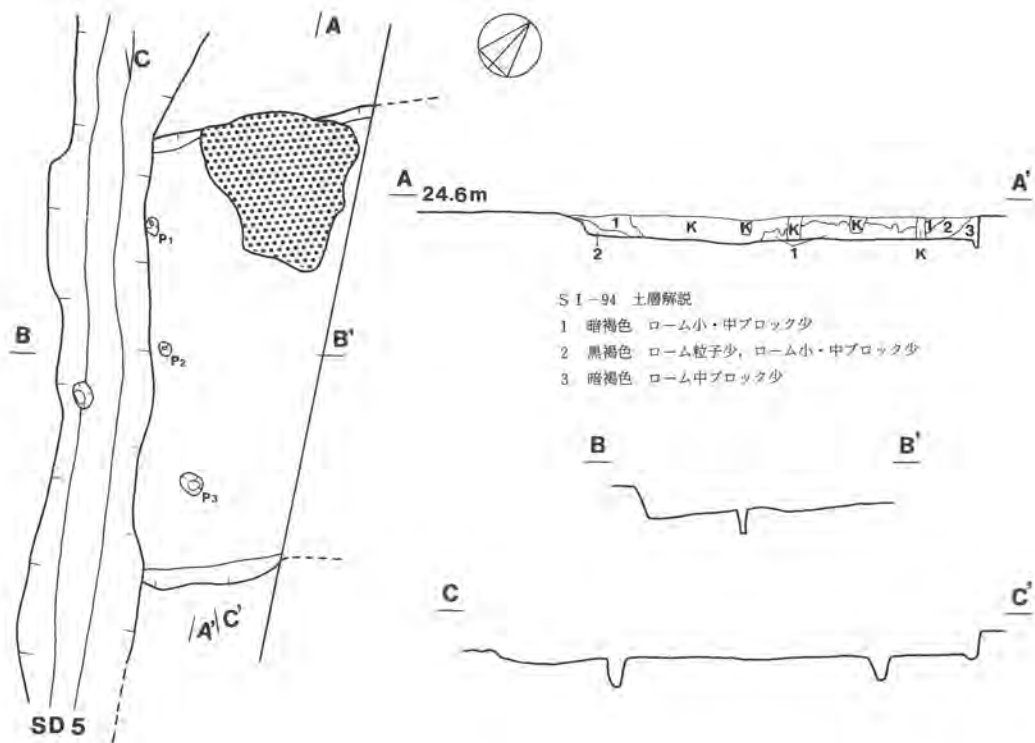 A
C
P1
B
B'
P2
P3
A' C'
SD 5
A 24.6m A'
1 K K K K 1 2 3
2 1 K
SI-94 土層解説
1 暗褐色 ローム小・中ブロック少
2 黒褐色 ローム粒子少，ローム小・中ブロック少
3 暗褐色 ローム中ブロック少
B B'
C C'